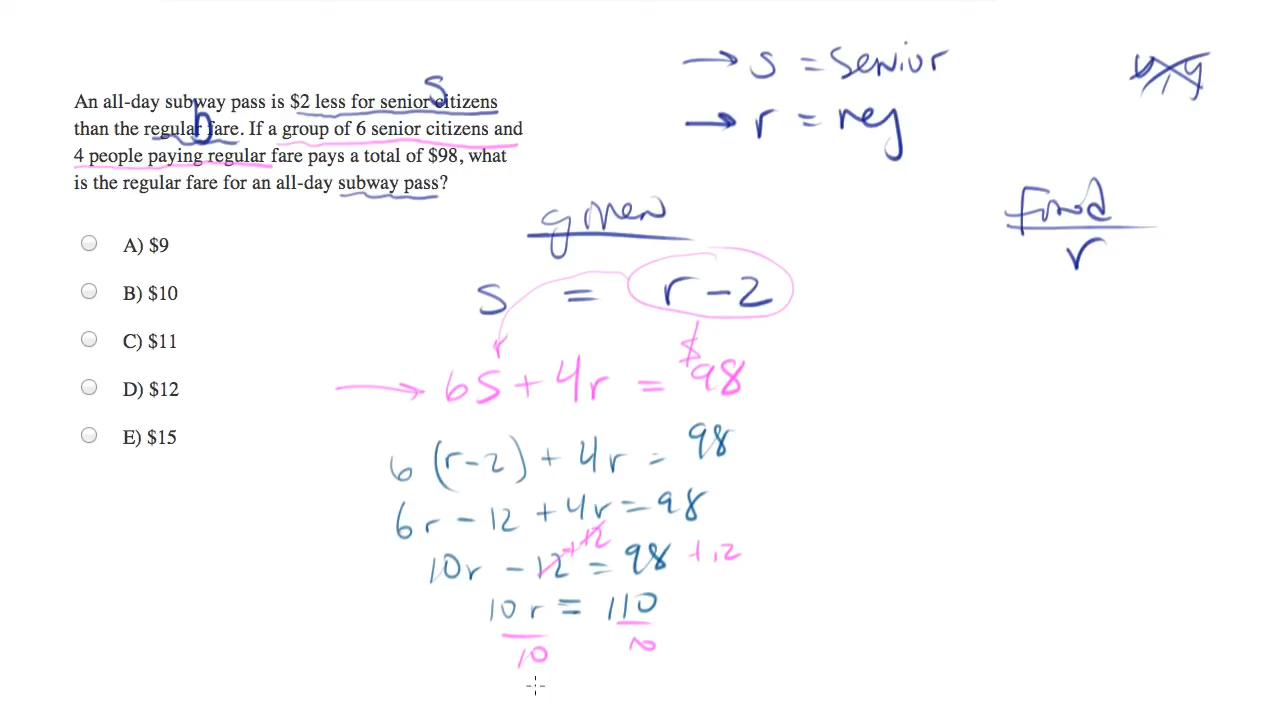 An all-day subway pass is $2 less for senior citizens
than the regular fare. If a group of 6 senior citizens and
4 people paying regular fare pays a total of $98, what
is the regular fare for an all-day subway pass?
A) $9
B) $10
C) $11
D) $12
E) $15
S
b
→ s = senior
→ r = reg
x, y
given
s = r - 2
→ 6s + 4r = $98
6 (r - 2) + 4r = 98
6r - 12 + 4r = 98
10r - 12 + 12 = 98 + 12
10r = 110
10 10
find
r